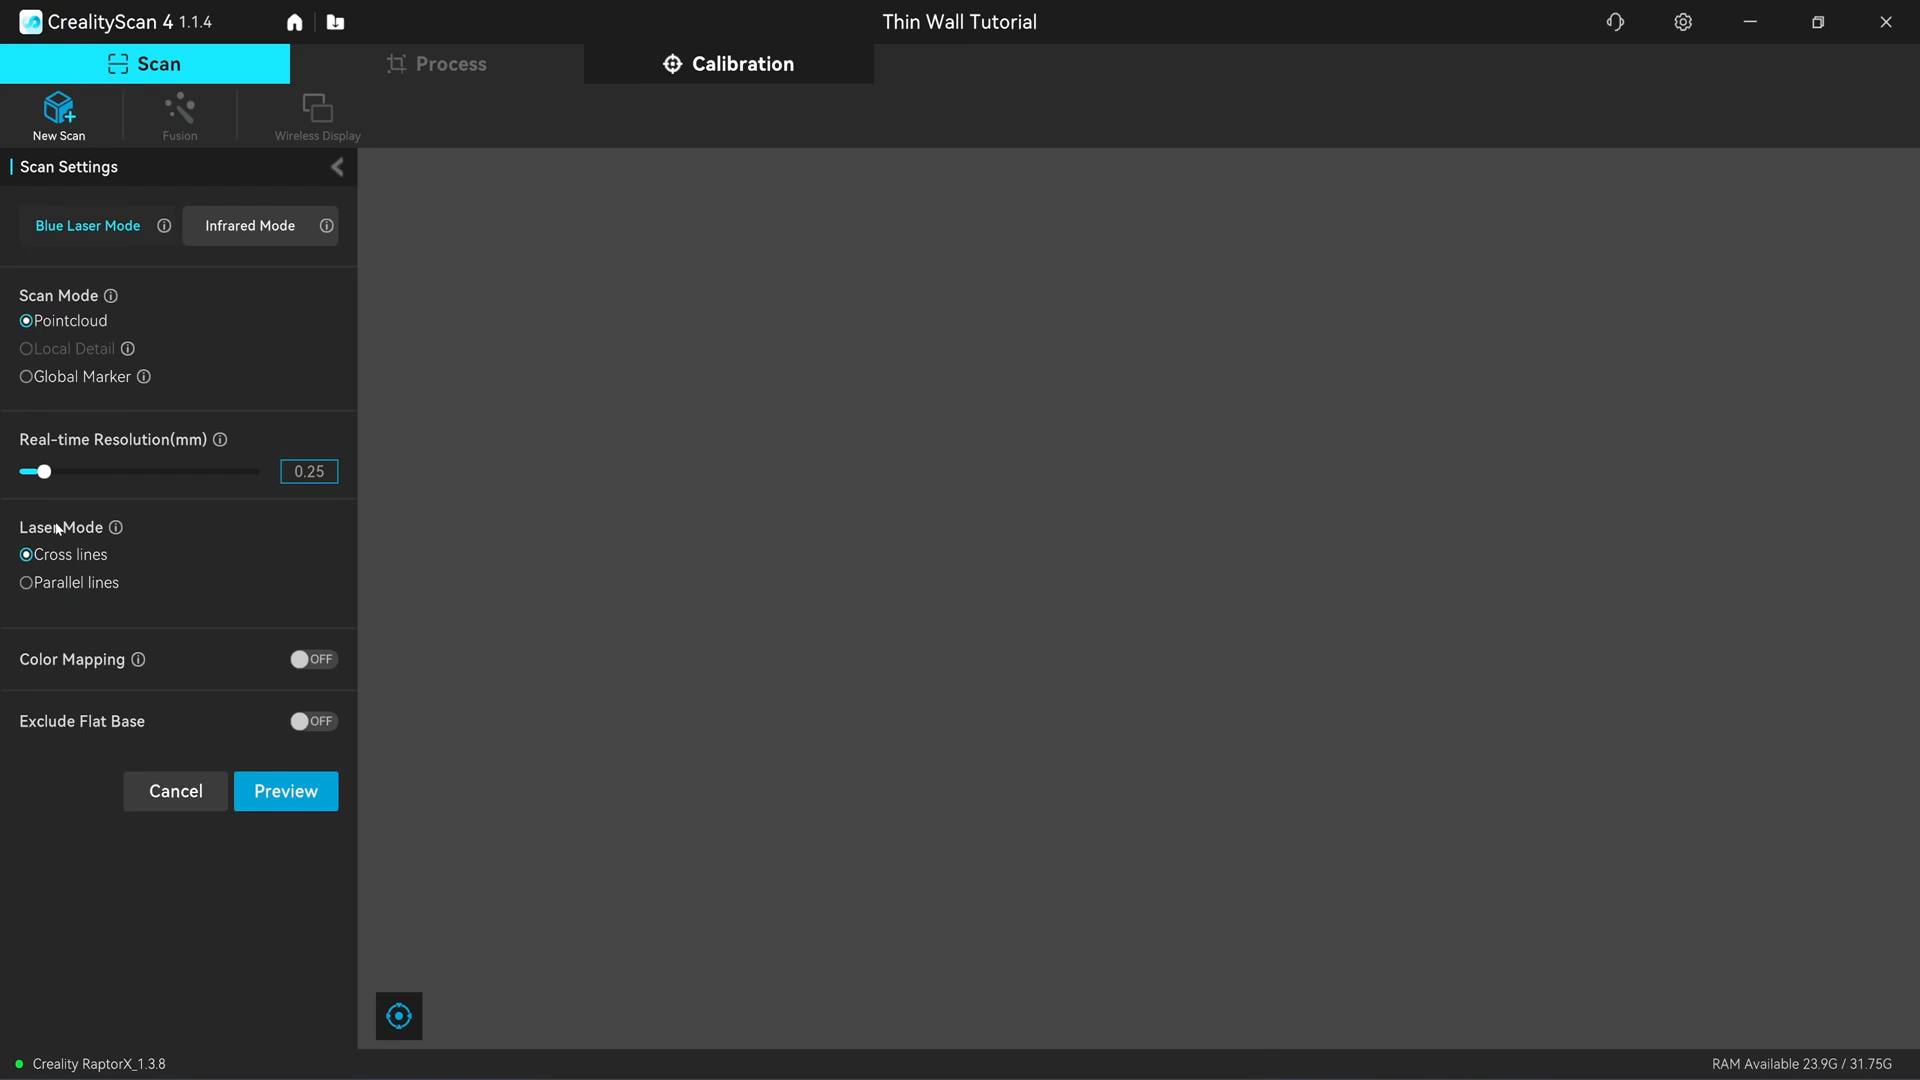 CrealityScan 4 1.1.4
Thin Wall Tutorial
Scan
Process
Calibration
New Scan
Fusion
Wireless Display
Scan Settings
Blue Laser Mode
Infrared Mode
Scan Mode
Pointcloud
Local Detail
Global Marker
Real-time Resolution(mm)
0.25
Laser Mode
Cross lines
Parallel lines
Color Mapping
OFF
Exclude Flat Base
OFF
Cancel
Preview
Creality RaptorX_1.3.8
RAM Available 23.9G / 31.75G